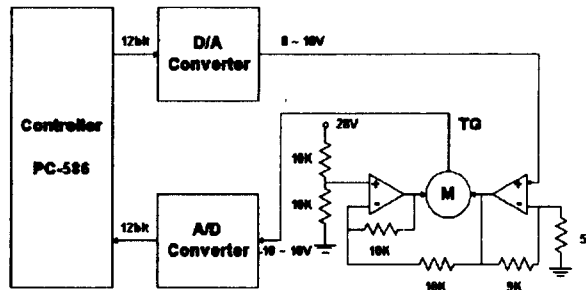 12bit
D/A
Converter
0 ~ 10V
Controller
PC-586
28V
TG
10K
10K
+
-
M
+
-
10K
12bit
A/D
Converter
-10 ~ 10V
10K
9K
5